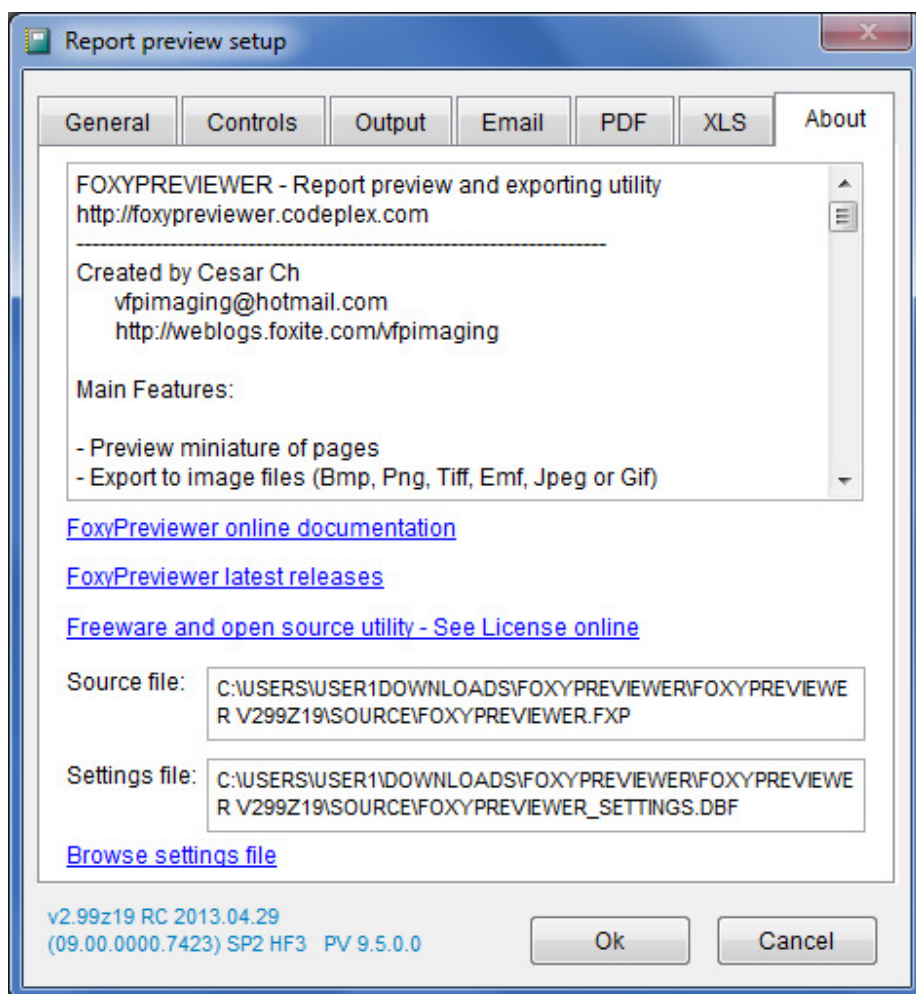 Report preview setup
General Controls Output Email PDF XLS About
FOXYPREVIEWER - Report preview and exporting utility
http://foxypreviewer.codeplex.com
--------------------------------------------------------------------
Created by Cesar Ch
vfpimaging@hotmail.com
http://weblogs.foxite.com/vfpimaging
Main Features:
- Preview miniature of pages
- Export to image files (Bmp, Png, Tiff, Emf, Jpeg or Gif)
FoxyPreviewer online documentation
FoxyPreviewer latest releases
Freeware and open source utility - See License online
Source file: C:\USERS\USER1DOWNLOADS\FOXYPREVIEWER\FOXYPREVIEWE
R V299Z19\SOURCE\FOXYPREVIEWER.FXP
Settings file: C:\USERS\USER1\DOWNLOADS\FOXYPREVIEWER\FOXYPREVIEWE
R V299Z19\SOURCE\FOXYPREVIEWER_SETTINGS.DBF
Browse settings file
v2.99z19 RC 2013.04.29
(09.00.0000.7423) SP2 HF3 PV 9.5.0.0
Ok Cancel